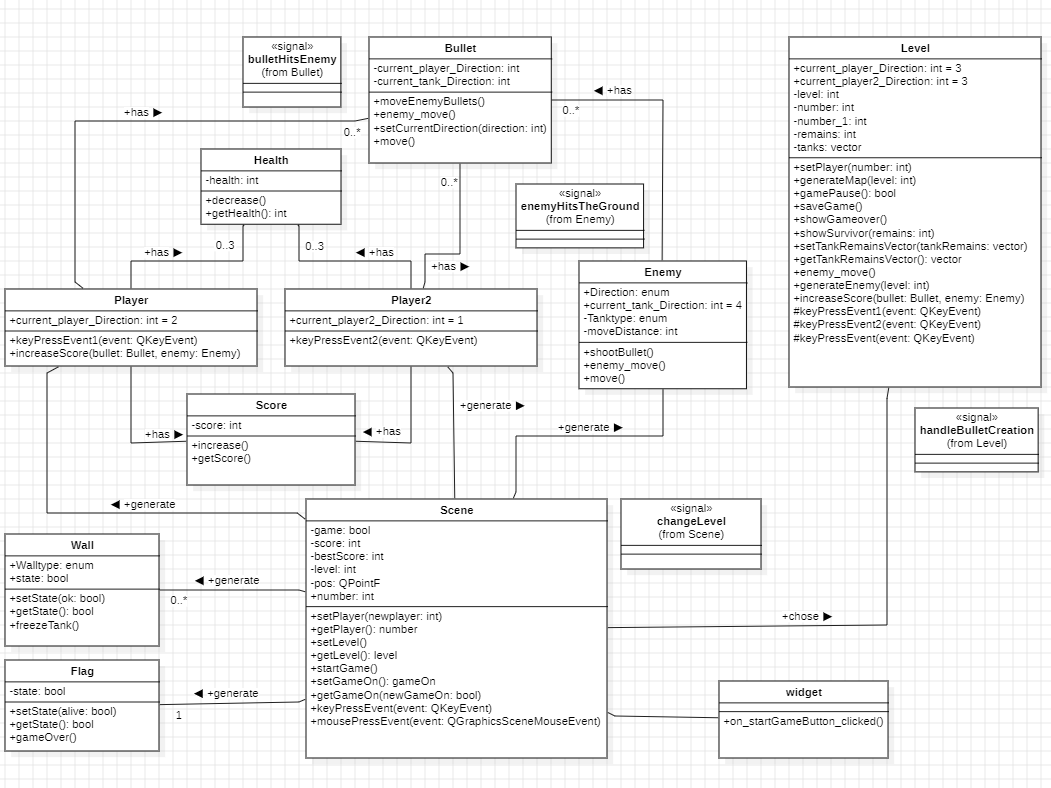 «signal»
bulletHitsEnemy
(from Bullet)
Bullet
-current_player_Direction: int
-current_tank_Direction: int
+moveEnemyBullets()
+enemy_move()
+setCurrentDirection(direction: int)
+move()
Level
+current_player_Direction: int = 3
+current_player2_Direction: int = 3
-level: int
-number: int
-number_1: int
-remains: int
-tanks: vector
+setPlayer(number: int)
+generateMap(level: int)
+gamePause(): bool
+saveGame()
+showGameover()
+showSurvivor(remains: int)
+setTankRemainsVector(tankRemains: vector)
+getTankRemainsVector(): vector
+enemy_move()
+generateEnemy(level: int)
+increaseScore(bullet: Bullet, enemy: Enemy)
#keyPressEvent1(event: QKeyEvent)
#keyPressEvent2(event: QKeyEvent)
#keyPressEvent(event: QKeyEvent)
+has ▶
◀ +has
0..*
0..*
Health
-health: int
+decrease()
+getHealth(): int
0..*
«signal»
enemyHitsTheGround
(from Enemy)
0..3
0..3
+has ▶
◀ +has
+has ▶
Enemy
+Direction: enum
+current_tank_Direction: int = 4
-Tanktype: enum
-moveDistance: int
+shootBullet()
+enemy_move()
+move()
Player
+current_player_Direction: int = 2
+keyPressEvent1(event: QKeyEvent)
+increaseScore(bullet: Bullet, enemy: Enemy)
Player2
+current_player2_Direction: int = 1
+keyPressEvent2(event: QKeyEvent)
Score
-score: int
+increase()
+getScore()
+has ▶
◀ +has
+generate ▶
+generate ▶
«signal»
handleBulletCreation
(from Level)
◀ +generate
Scene
-game: bool
-score: int
-bestScore: int
-level: int
-pos: QPointF
+number: int
+setPlayer(newplayer: int)
+getPlayer(): number
+setLevel()
+getLevel(): level
+startGame()
+setGameOn(): gameOn
+getGameOn(newGameOn: bool)
+keyPressEvent(event: QKeyEvent)
+mousePressEvent(event: QGraphicsSceneMouseEvent)
«signal»
changeLevel
(from Scene)
Wall
+Walltype: enum
+state: bool
+setState(ok: bool)
+getState(): bool
+freezeTank()
◀ +generate
0..*
+chose ▶
Flag
-state: bool
+setState(alive: bool)
+getState(): bool
+gameOver()
◀ +generate
1
widget
+on_startGameButton_clicked()